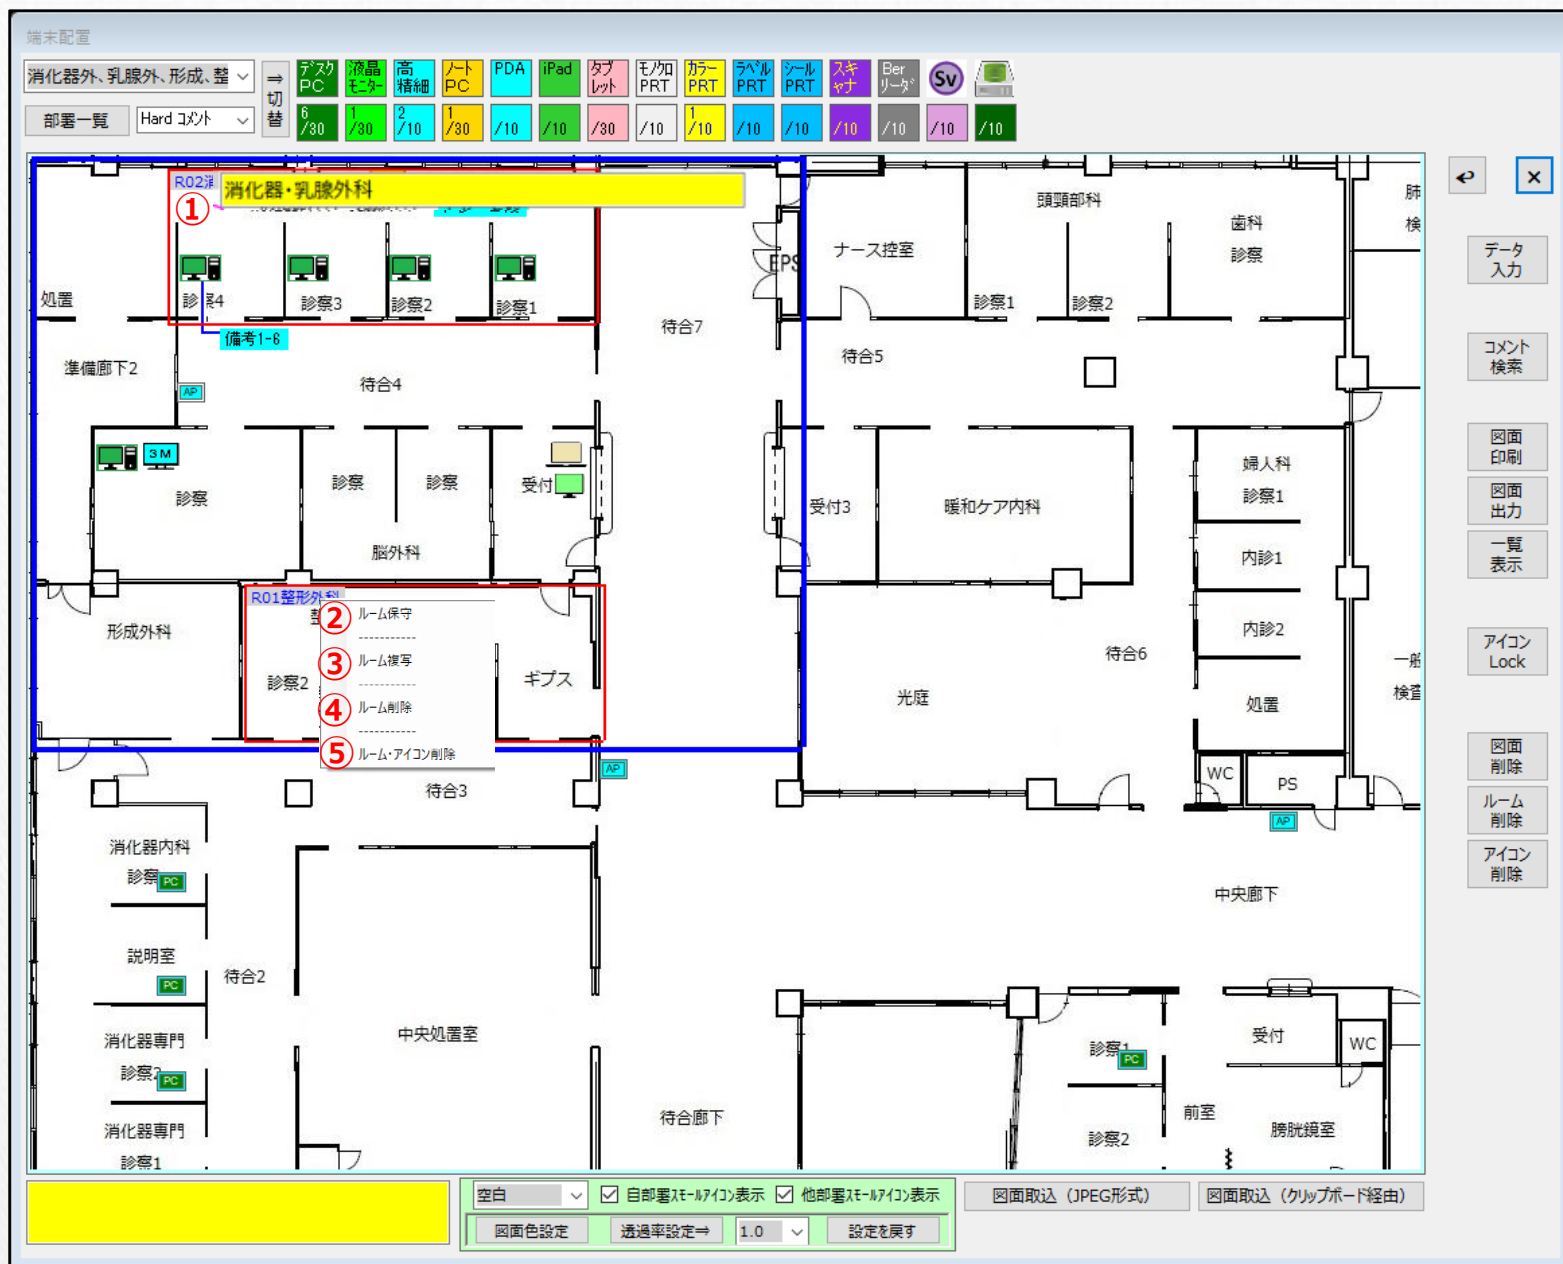 端末配置
消化器外、乳腺外、形成、整
⇒切替
部署一覧
Hard コメント
デスク PC
液晶 モニター
高 精細
ノート PC
PDA
iPad
タブ レット
モノクロ PRT
カラー PRT
ラベル PRT
シール PRT
スキ ャナ
Ber リーダ
Sv
6 /30
1 /30
2 /10
1 /30
/10
/10
/30
/10
1 /10
/10
/10
/10
/10
/10
/10
R02消
消化器・乳腺外科
①
処置
診察4
診察3
診察2
診察1
備考1-6
準備廊下2
AP
待合4
待合7
EPS
ナース控室
頭頸部科
歯科
診察
診察1
診察2
肺
検
待合5
3M
診察
診察
診察
受付
脳外科
受付3
暖和ケア内科
婦人科
診察1
内診1
内診2
処置
形成外科
R01整形外科
整
診察2
ギプス
② ルーム保守
------------
③ ルーム複写
------------
④ ルーム削除
------------
⑤ ルーム・アイコン削除
光庭
待合6
一般
検査
WC
PS
AP
AP
待合3
消化器内科
診察
PC
説明室
PC
待合2
消化器専門
診察2
PC
消化器専門
診察1
中央処置室
待合廊下
中央廊下
診察1
PC
診察2
前室
受付
WC
膀胱鏡室
データ
入力
コメント
検索
図面
印刷
図面
出力
一覧
表示
アイコン
Lock
図面
削除
ルーム
削除
アイコン
削除
空白
自部署スモールアイコン表示
他部署スモールアイコン表示
図面色設定
透過率設定⇒
1.0
設定を戻す
図面取込（JPEG形式）
図面取込（クリップボード経由）